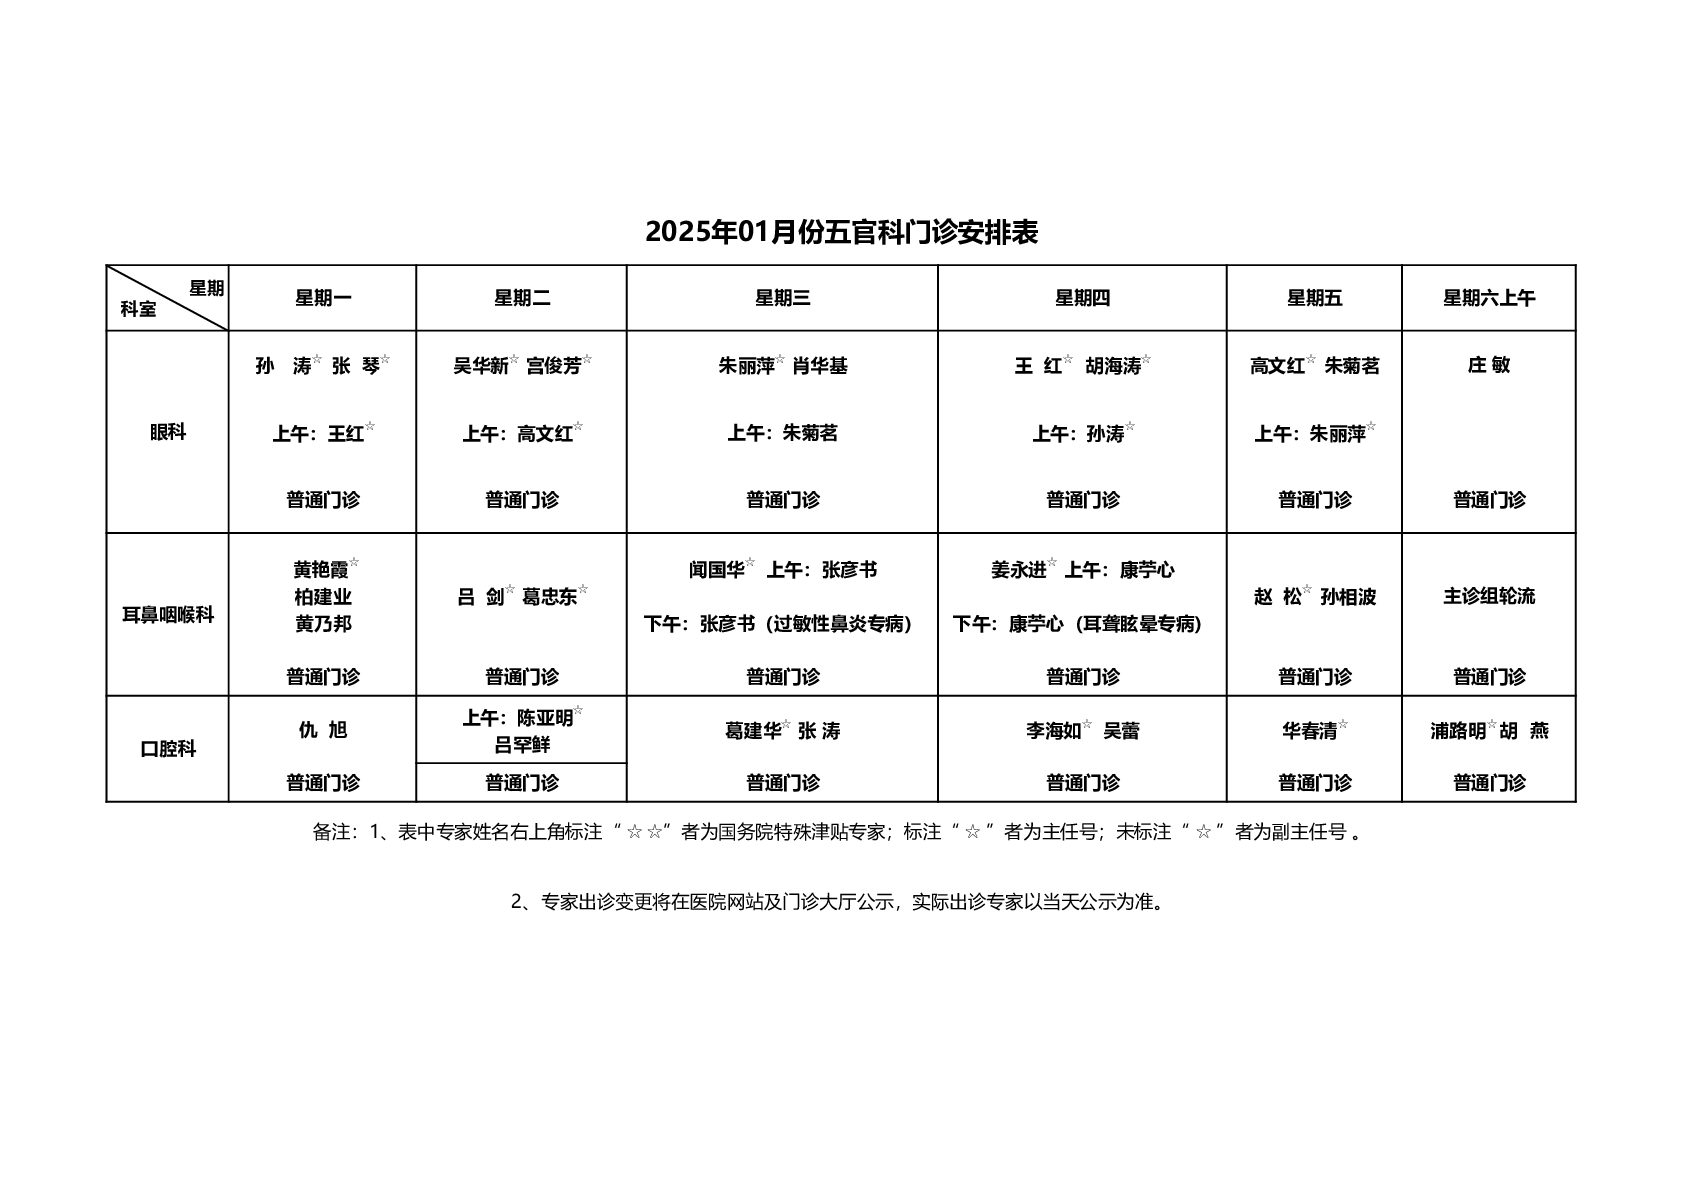 2025年01月份五官科门诊安排表
星期
科室
星期一
星期二
星期三
星期四
星期五
星期六上午
眼科
孙 涛☆ 张 琴☆
上午：王红☆
普通门诊
吴华新☆ 宫俊芳☆
上午：高文红☆
普通门诊
朱丽萍☆ 肖华基
上午：朱菊茗
普通门诊
王 红☆ 胡海涛☆
上午：孙涛☆
普通门诊
高文红☆ 朱菊茗
上午：朱丽萍☆
普通门诊
庄 敏
普通门诊
耳鼻咽喉科
黄艳霞☆
柏建业
黄乃邦
普通门诊
吕 剑☆ 葛忠东☆
普通门诊
闻国华☆ 上午：张彦书
下午：张彦书（过敏性鼻炎专病）
普通门诊
姜永进☆ 上午：康苧心
下午：康苧心（耳聋眩晕专病）
普通门诊
赵 松☆ 孙相波
普通门诊
主诊组轮流
普通门诊
口腔科
仇 旭
普通门诊
上午：陈亚明☆
吕罕鲜
普通门诊
葛建华☆ 张 涛
普通门诊
李海如☆ 吴蕾
普通门诊
华春清☆
普通门诊
浦路明☆ 胡 燕
普通门诊
备注：1、表中专家姓名右上角标注“ ☆ ☆”者为国务院特殊津贴专家；标注“ ☆ ”者为主任号；未标注“ ☆ ”者为副主任号 。
2、专家出诊变更将在医院网站及门诊大厅公示，实际出诊专家以当天公示为准。